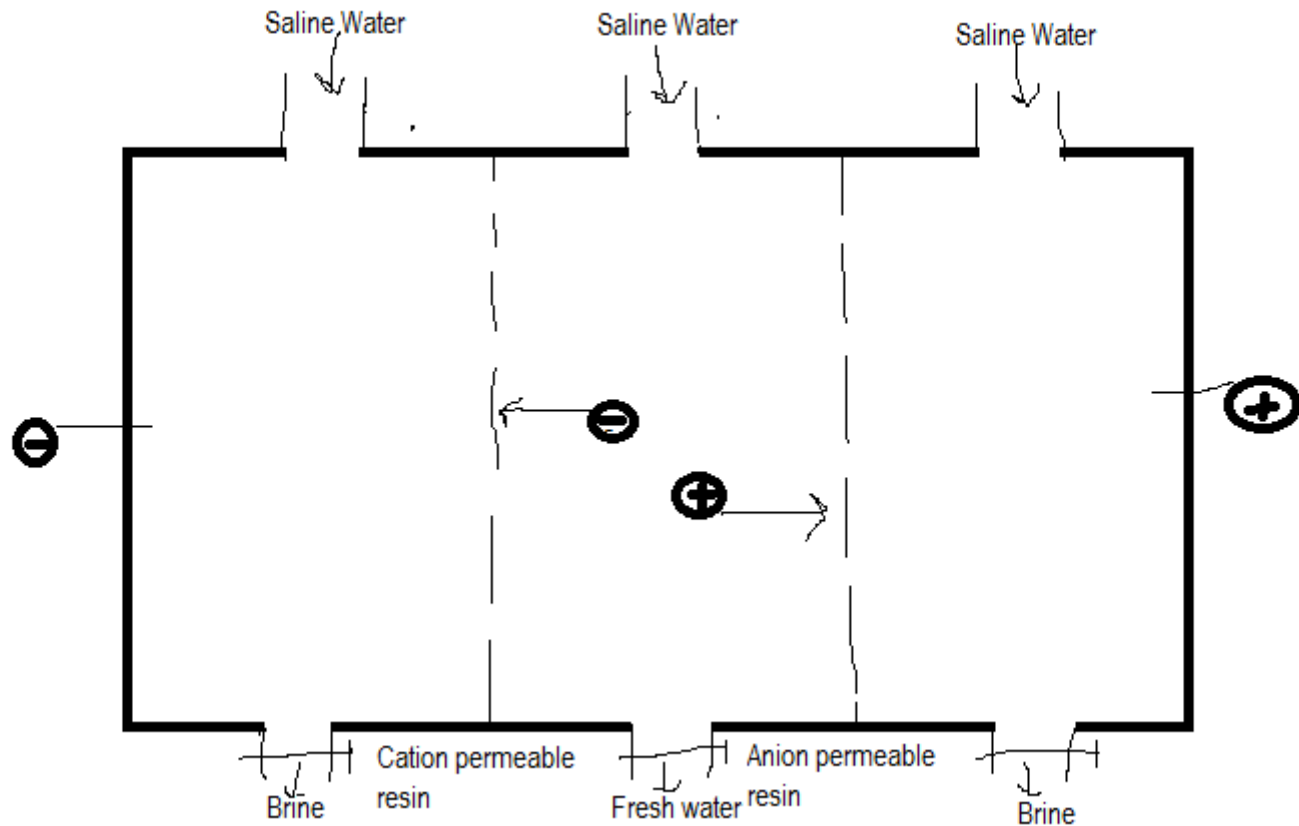 Saline Water
Saline Water
Saline Water
-
+
-
+
Cation permeable
resin
Anion permeable
resin
Brine
Fresh water
Brine